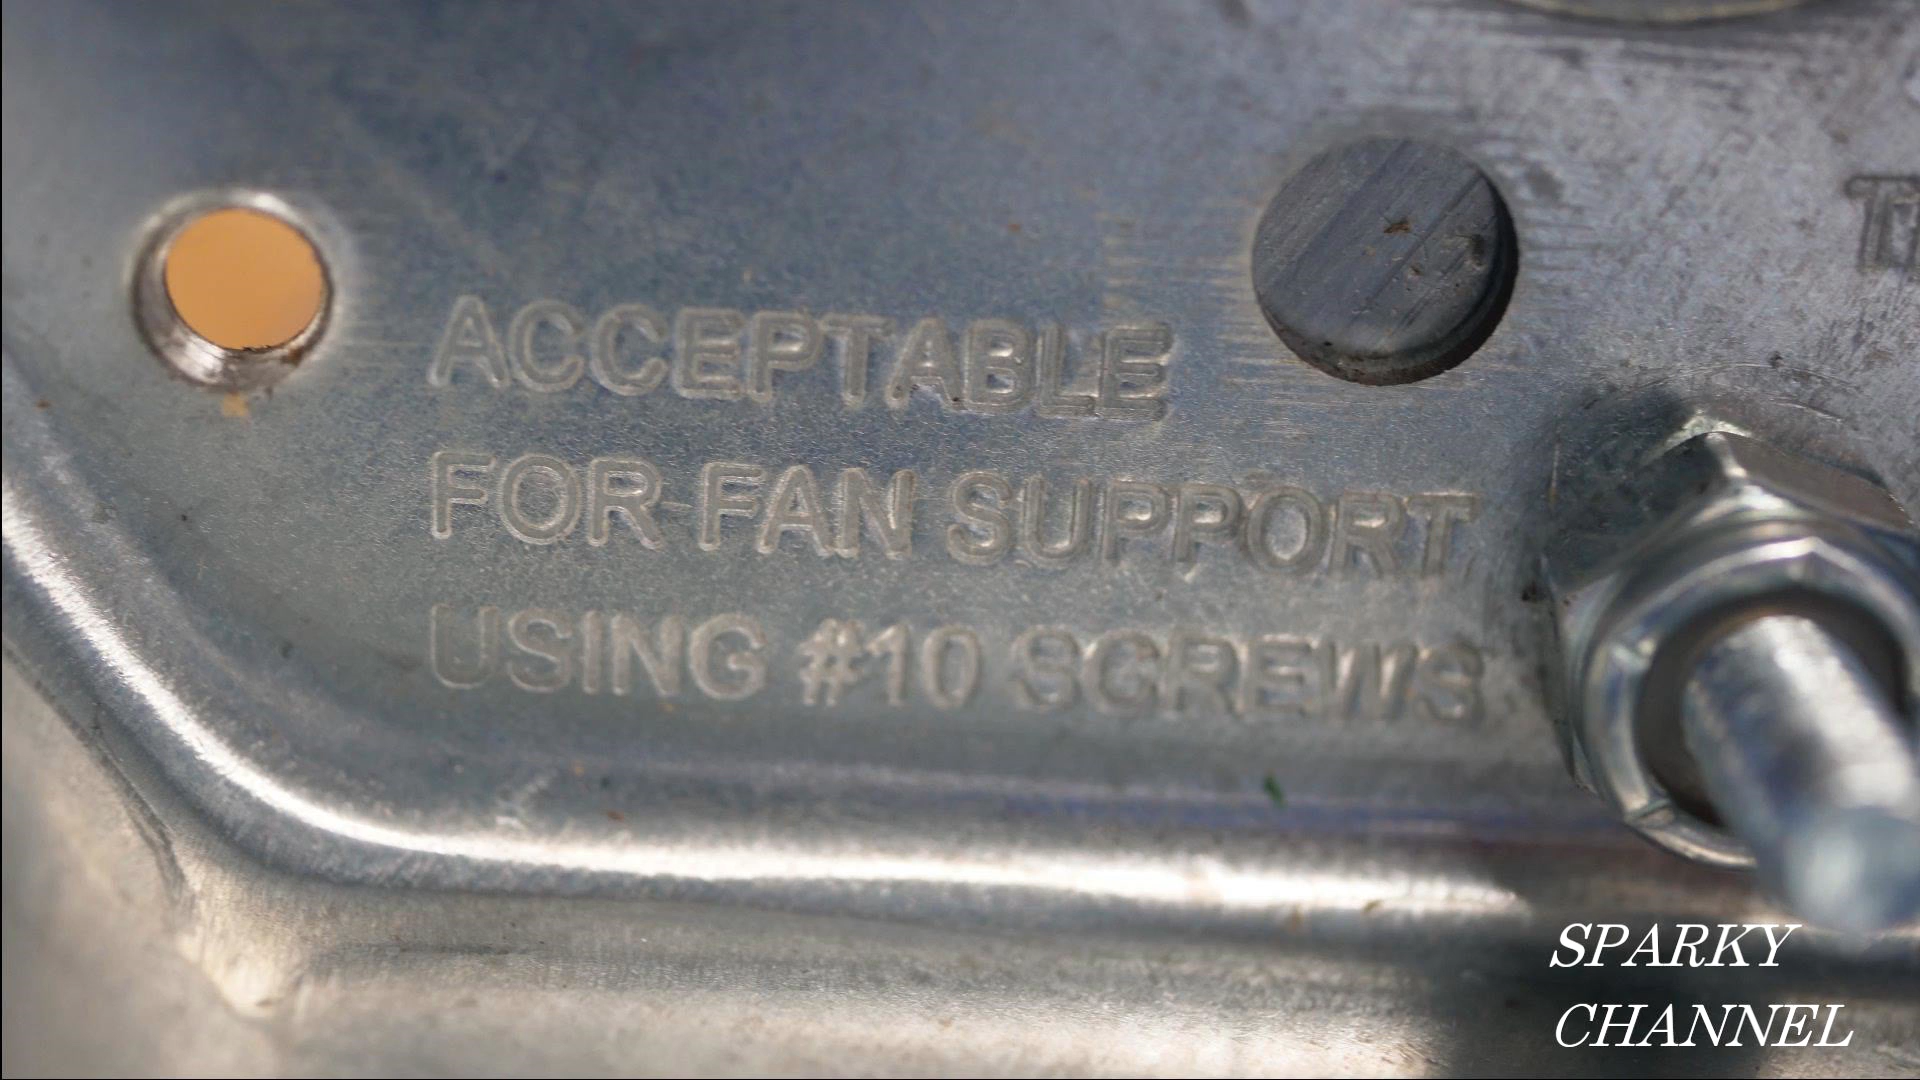 ACCEPTABLE
FOR FAN SUPPORT
USING #10 SCREWS
SPARKY
CHANNEL